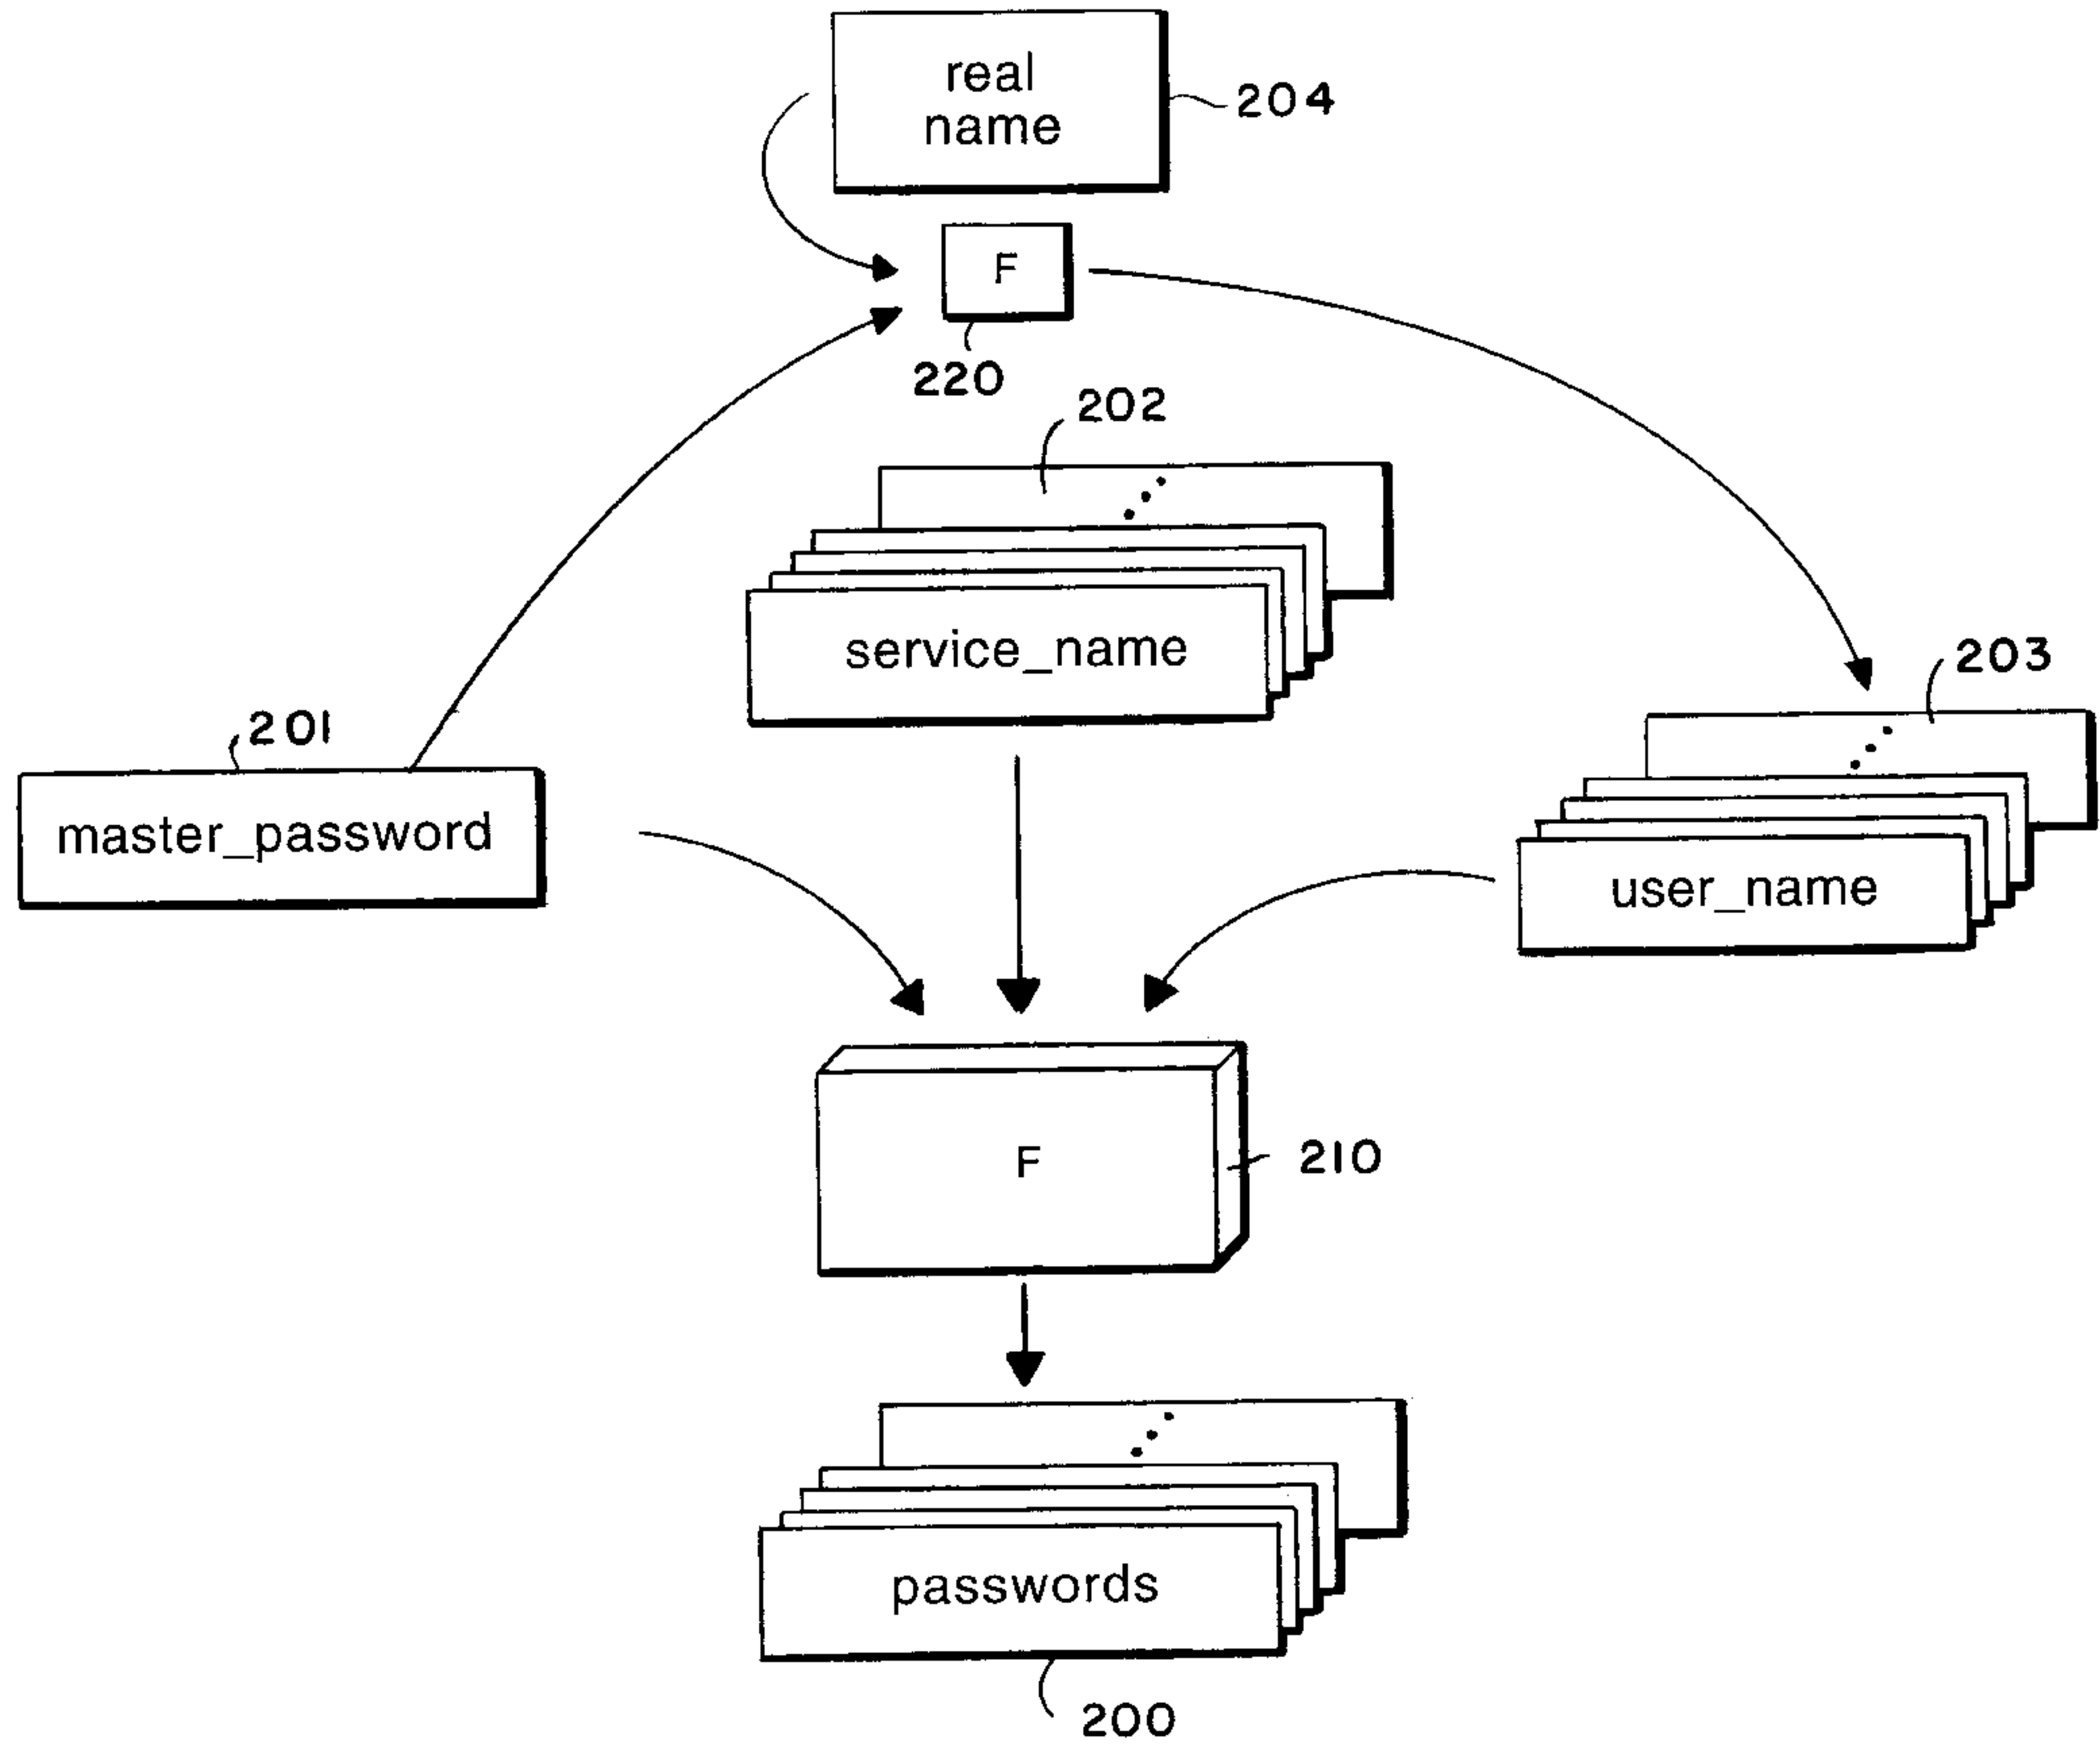 real
name
204
F
220
202
service_name
203
201
master_password
user_name
F
210
passwords
200